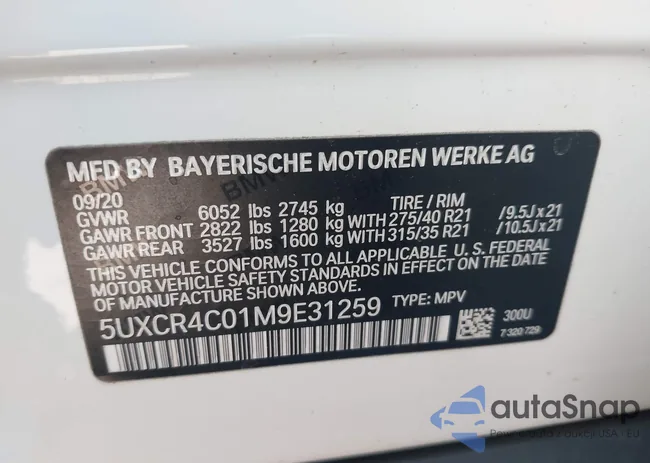 MFD BY BAYERISCHE MOTOREN WERKE AG
09/20 TIRE / RIM
GVWR 6052 lbs 2745 kg
GAWR FRONT 2822 lbs 1280 kg WITH 275/40 R21 /9.5J x 21
GAWR REAR 3527 lbs 1600 kg WITH 315/35 R21 /10.5J x 21
THIS VEHICLE CONFORMS TO ALL APPLICABLE U.S. FEDERAL
MOTOR VEHICLE SAFETY STANDARDS IN EFFECT ON THE DATE
OF MANUFACTURE SHOWN ABOVE.
5UXCR4C01M9E31259 TYPE: MPV
300U
7 320 729
autoSnap